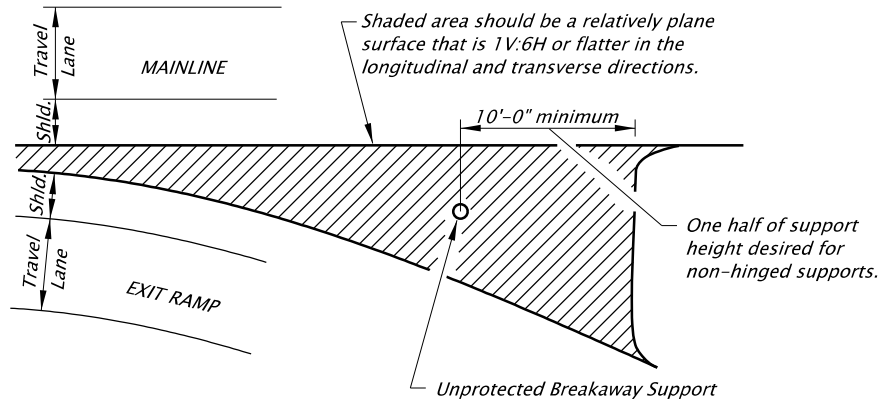 Shaded area should be a relatively plane
surface that is 1V:6H or flatter in the
longitudinal and transverse directions.
Travel
Lane
MAINLINE
Shld.
10'-0" minimum
Shld.
One half of support
height desired for
non-hinged supports.
Travel
Lane
EXIT RAMP
Unprotected Breakaway Support